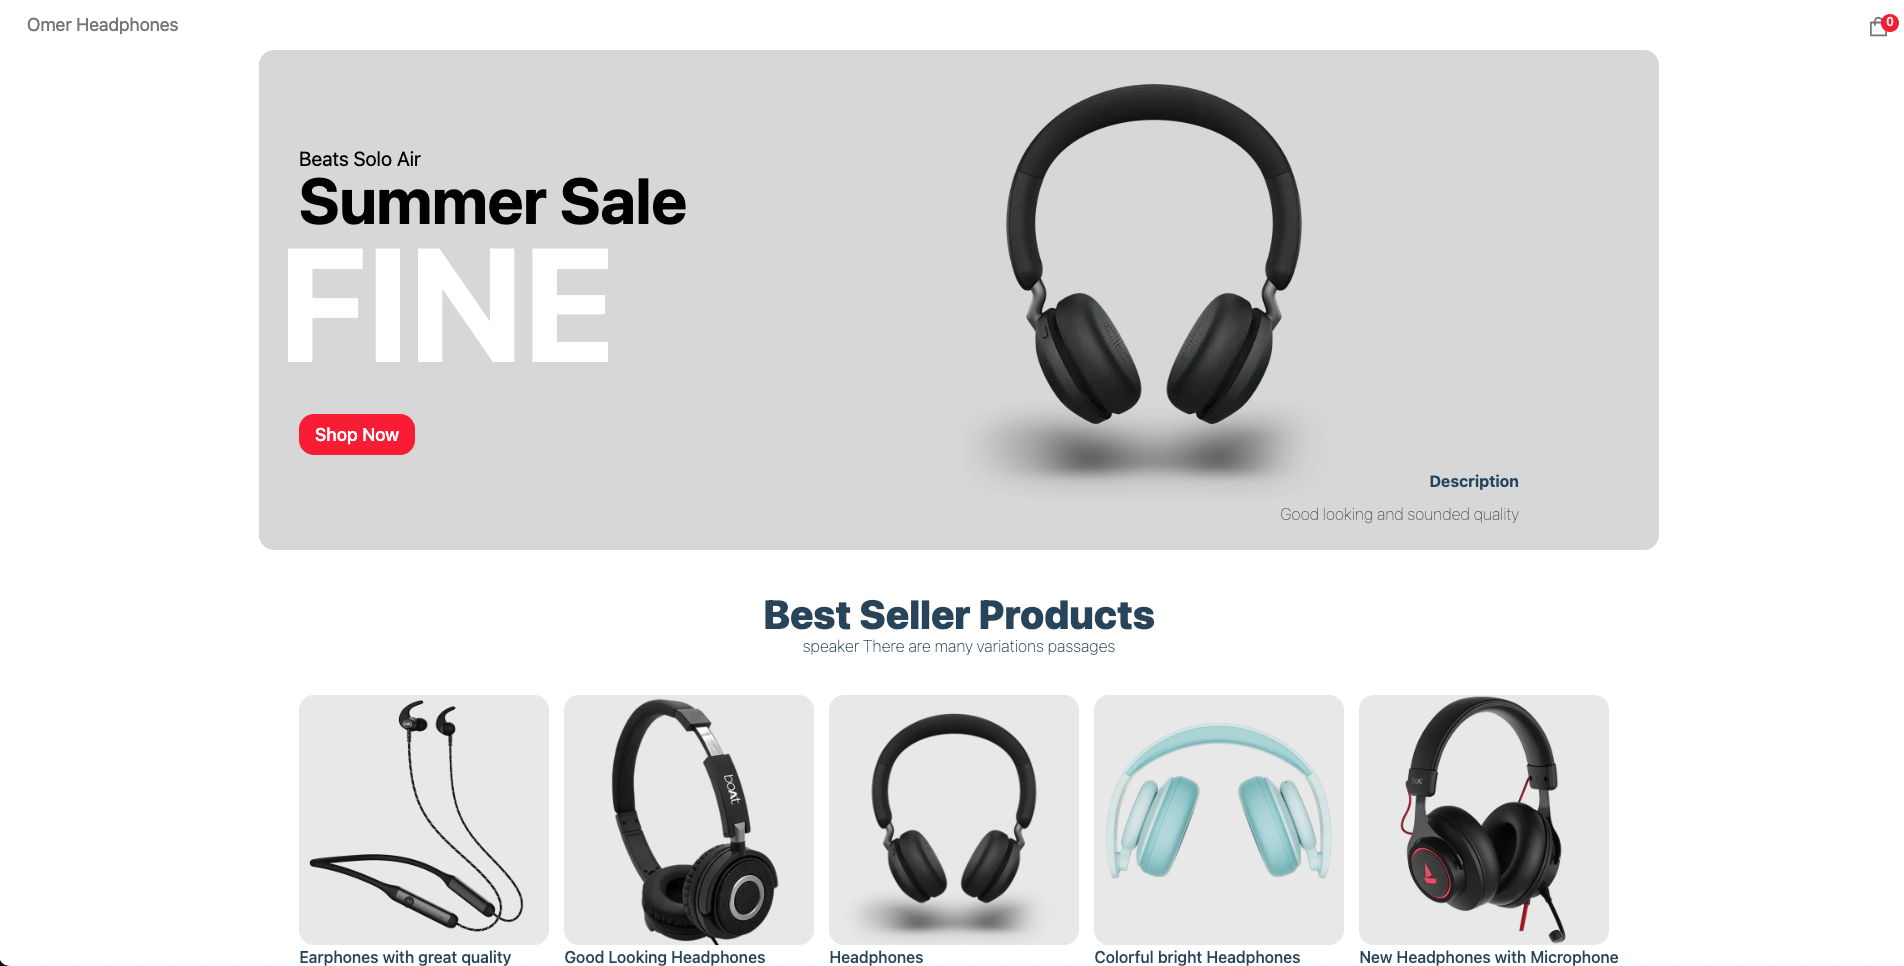 Omer Headphones
0
Beats Solo Air
Summer Sale
FINE
Shop Now
Description
Good looking and sounded quality
Best Seller Products
speaker There are many variations passages
boAt
boAt
Earphones with great quality
Good Looking Headphones
Headphones
Colorful bright Headphones
New Headphones with Microphone